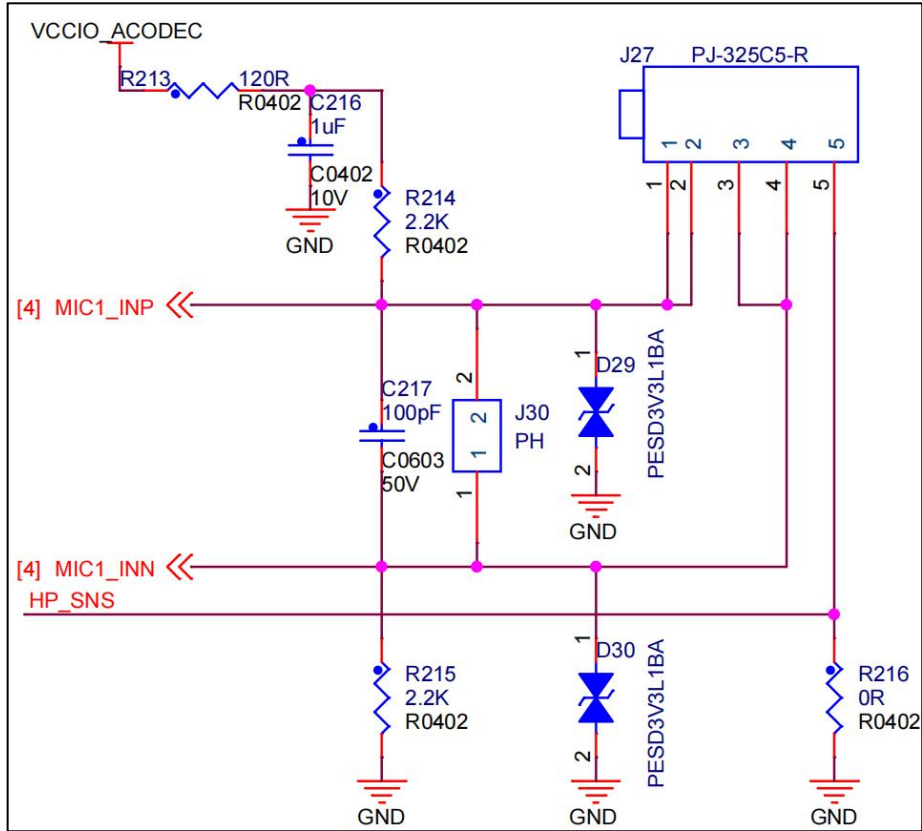 VCCIO_ACODEC
J27 PJ-325C5-R
R213 120R
R0402 C216
1uF
C0402
10V
GND
R214
2.2K
R0402
1 2 3 4 5
1 2 3 4 5
[4] MIC1_INP
C217
100pF
C0603
50V
2
2
1
1
J30
PH
1
D29
2
PESD3V3L1BA
GND
[4] MIC1_INN
HP_SNS
R215
2.2K
R0402
GND
1
D30
2
PESD3V3L1BA
GND
R216
0R
R0402
GND